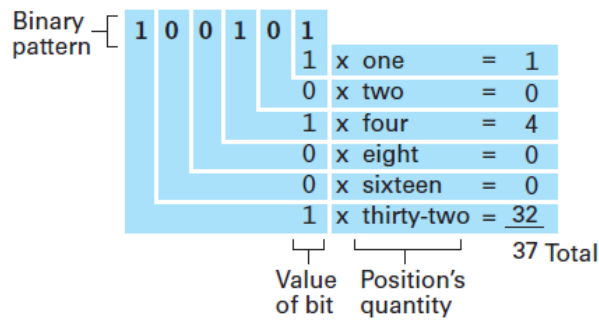 Binary pattern
1 0 0 1 0 1
1 x one = 1
0 x two = 0
1 x four = 4
0 x eight = 0
0 x sixteen = 0
1 x thirty-two = 32
37 Total
Value of bit
Position's quantity